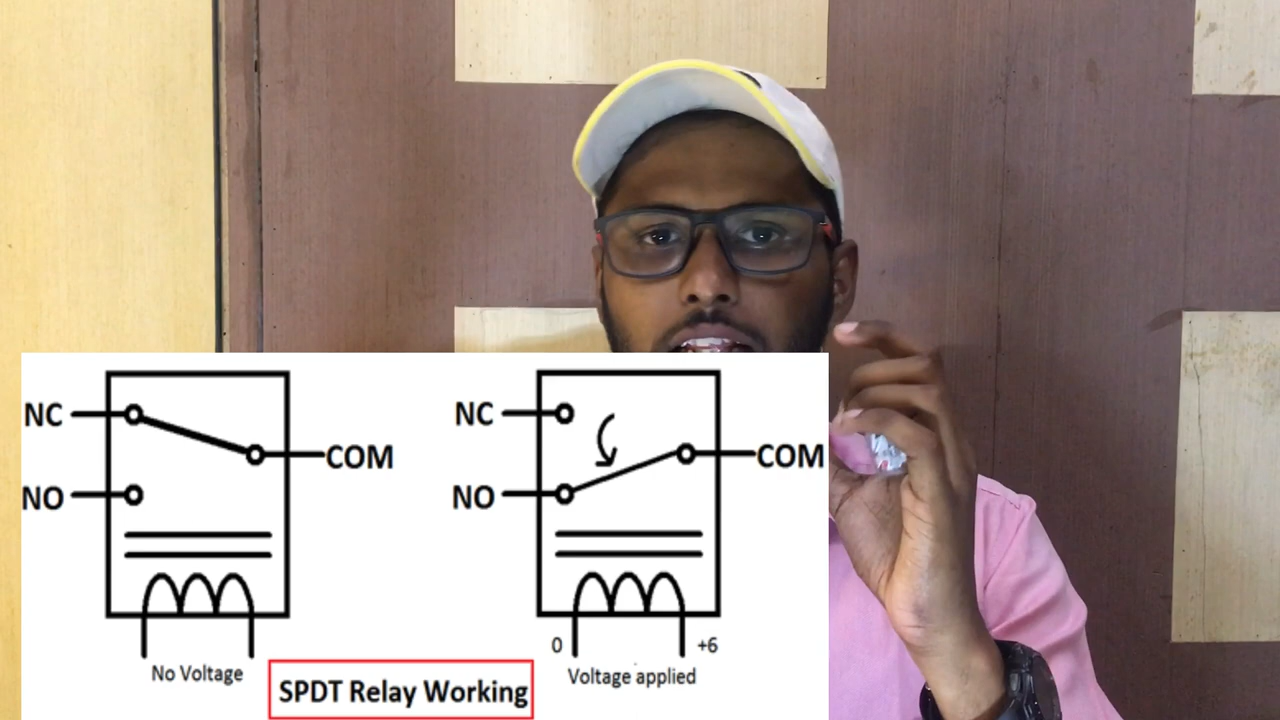 NC
COM
NO
No Voltage
NC
COM
NO
0
+6
Voltage applied
SPDT Relay Working